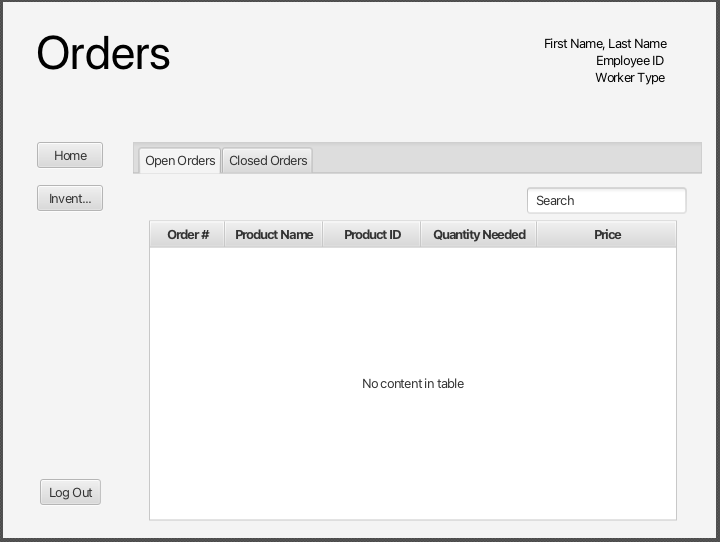 Orders
First Name, Last Name
Employee ID
Worker Type
Home
Open Orders Closed Orders
Invent...
Search
Order # Product Name Product ID Quantity Needed Price
No content in table
Log Out